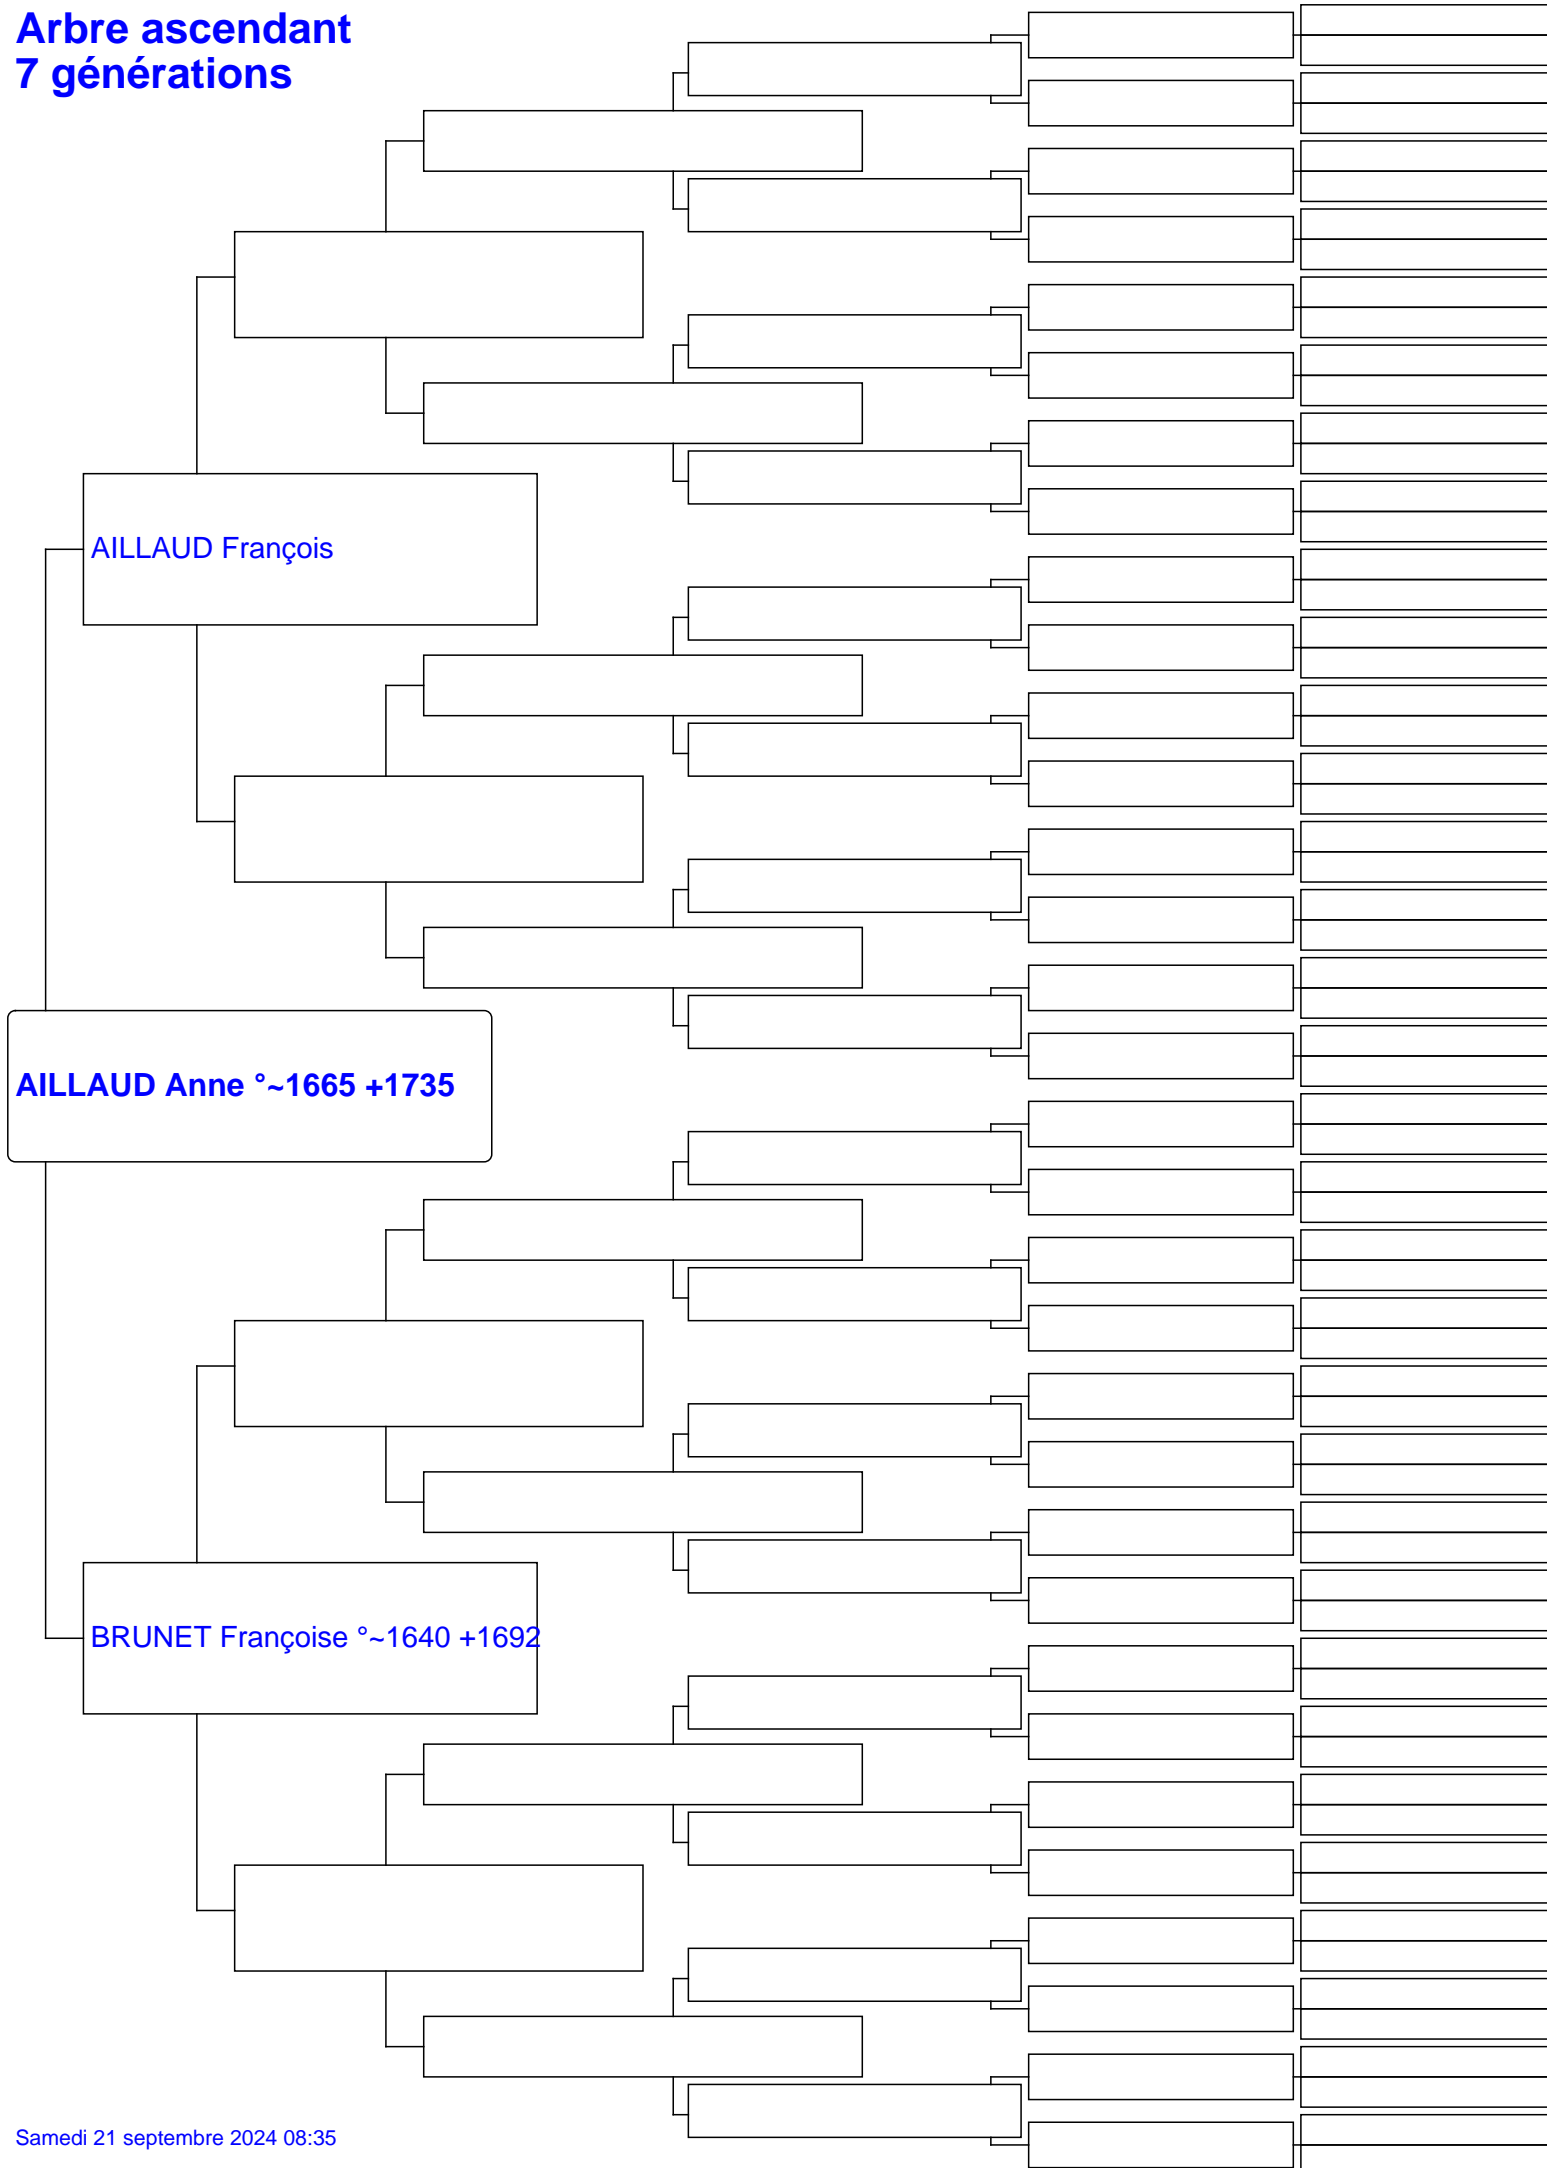 Arbre ascendant
7 générations
AILLAUD François
AILLAUD Anne °~1665 +1735
BRUNET Françoise °~1640 +1692
Samedi 21 septembre 2024 08:35